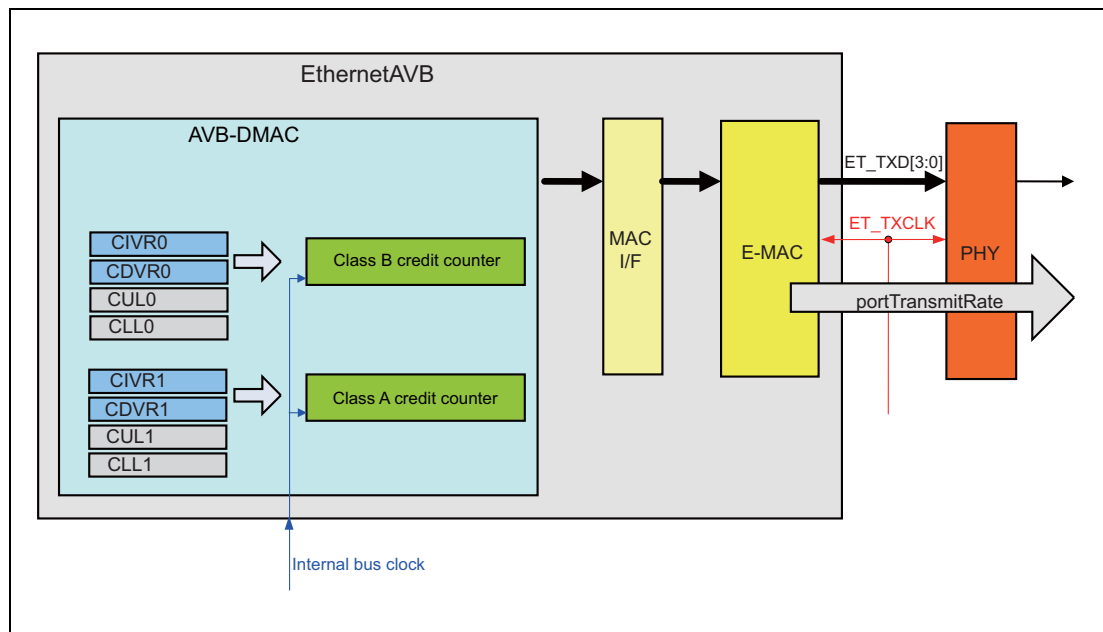 EthernetAVB
AVB-DMAC
CIVR0
CDVR0
CUL0
CLL0
Class B credit counter
CIVR1
CDVR1
CUL1
CLL1
Class A credit counter
Internal bus clock
MAC
I/F
E-MAC
ET_TXD[3:0]
ET_TXCLK
PHY
portTransmitRate